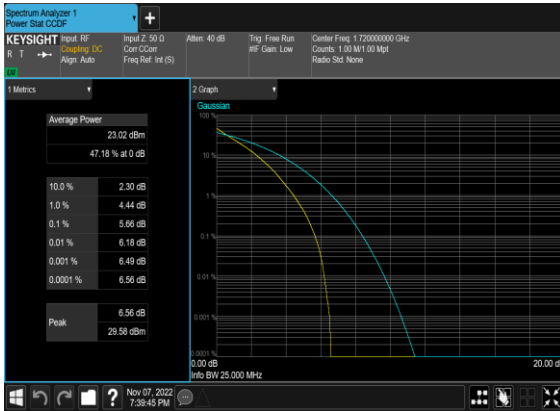 Spectrum Analyzer 1
Power Stat CCDF
+
KEYSIGHT
R T
LV
Input: RF
Coupling: DC
Align: Auto
Input Z: 50 Ω
Corr CCorr
Freq Ref: Int (S)
Atten: 40 dB
Trig: Free Run
#IF Gain: Low
Center Freq: 1.720000000 GHz
Counts: 1.00 M/1.00 Mpt
Radio Std: None
1 Metrics
Average Power
23.02 dBm
47.18 % at 0 dB
10.0 % 2.30 dB
1.0 % 4.44 dB
0.1 % 5.66 dB
0.01 % 6.18 dB
0.001 % 6.49 dB
0.0001 % 6.56 dB
Peak
6.56 dB
29.58 dBm
2 Graph
Gaussian
100 %
10 %
1 %
0.1 %
0.01 %
0.001 %
0.0001 %
0.00 dB
20.00 d
Info BW 25.000 MHz
?
Nov 07, 2022
7:39:45 PM